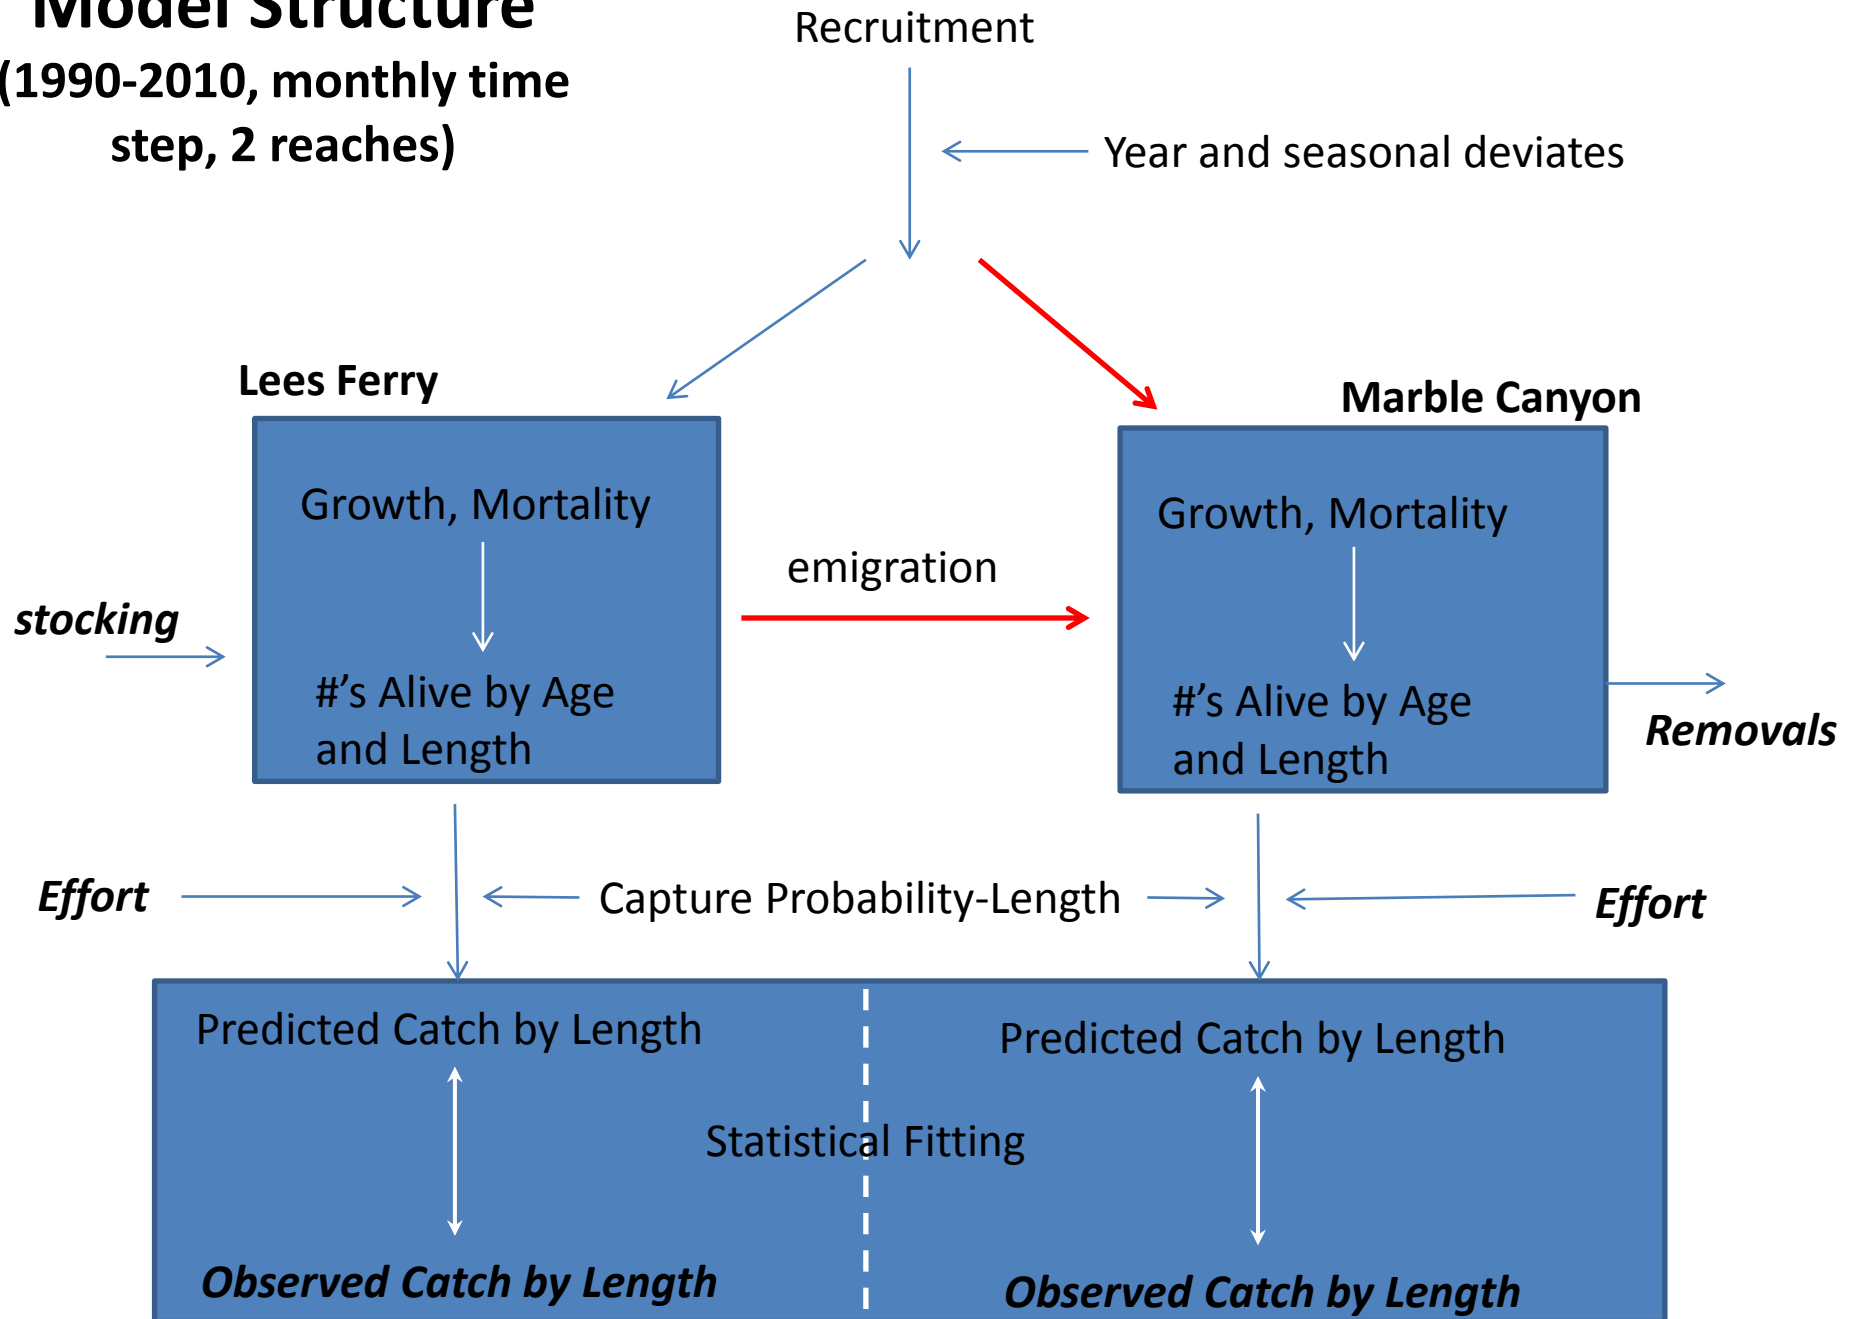 Model Structure
(1990-2010, monthly time
step, 2 reaches)
Recruitment
Year and seasonal deviates
Lees Ferry
Marble Canyon
Growth, Mortality
Growth, Mortality
emigration
stocking
#'s Alive by Age
and Length
#'s Alive by Age
and Length
Removals
Effort
Capture Probability-Length
Effort
Predicted Catch by Length
Predicted Catch by Length
Statistical Fitting
Observed Catch by Length
Observed Catch by Length